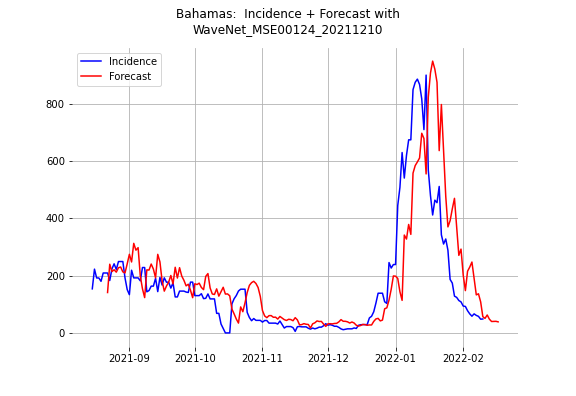 Bahamas:  Incidence + Forecast with
WaveNet_MSE00124_20211210
Incidence
Forecast
800
600
400
200
0
2021-09 2021-10 2021-11 2021-12 2022-01 2022-02